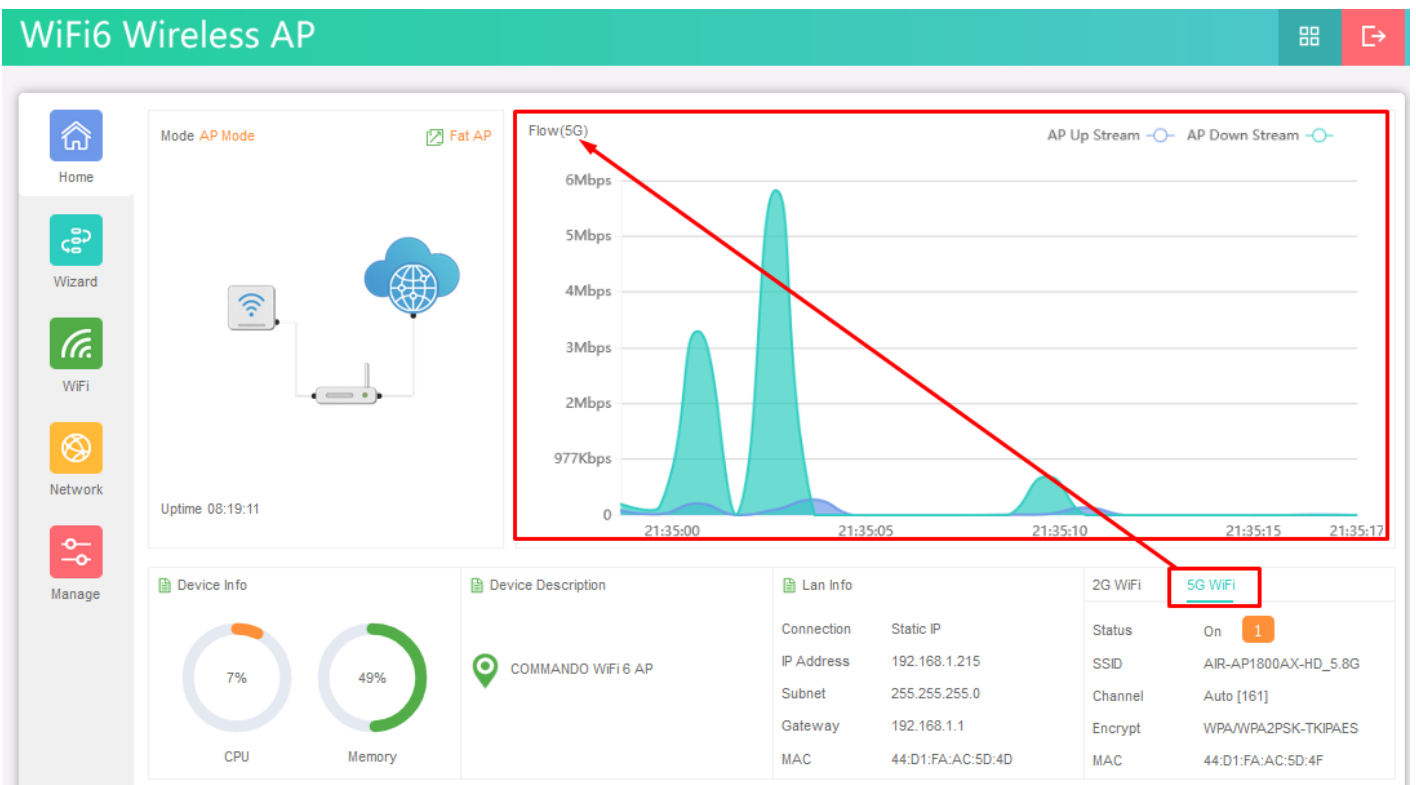 WiFi6 Wireless AP
Home
Wizard
WiFi
Network
Manage
Mode AP Mode
Fat AP
Uptime 08:19:11
Flow(5G)
AP Up Stream AP Down Stream
6Mbps
5Mbps
4Mbps
3Mbps
2Mbps
977Kbps
0
21:35:00 21:35:05 21:35:10 21:35:15 21:35:17
Device Info
7% 49%
CPU Memory
Device Description
COMMANDO WiFi 6 AP
Lan Info
Connection Static IP
IP Address 192.168.1.215
Subnet 255.255.255.0
Gateway 192.168.1.1
MAC 44:D1:FA:AC:5D:4D
2G WiFi 5G WiFi
Status On 1
SSID AIR-AP1800AX-HD_5.8G
Channel Auto [161]
Encrypt WPA/WPA2PSK-TKIPAES
MAC 44:D1:FA:AC:5D:4F